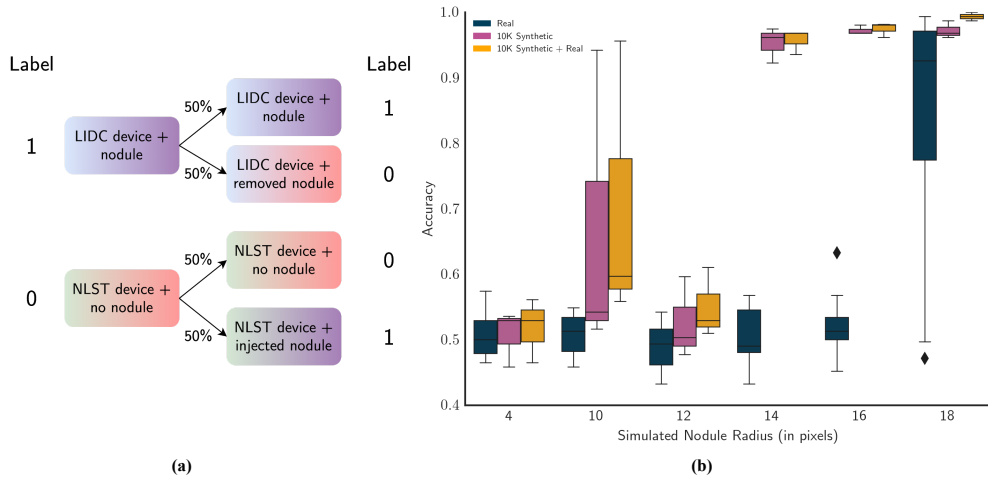 Label
Label
1
LIDC device +
nodule
50%
50%
LIDC device +
nodule
1
LIDC device +
removed nodule
0
0
NLST device +
no nodule
50%
50%
NLST device +
no nodule
0
NLST device +
injected nodule
1
(a)
Real
10K Synthetic
10K Synthetic + Real
Accuracy
1.0
0.9
0.8
0.7
0.6
0.5
0.4
4
10
12
14
16
18
Simulated Nodule Radius (in pixels)
(b)